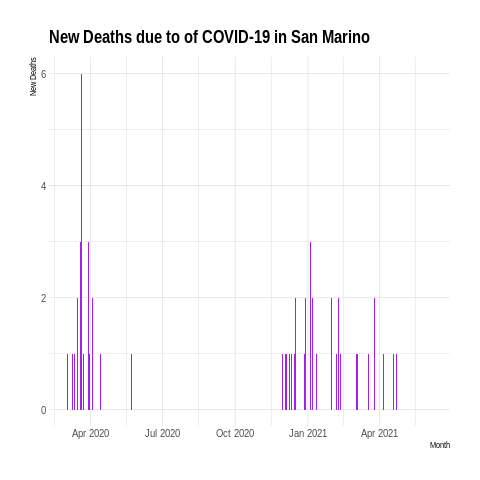 New Deaths due to of COVID-19 in San Marino
New Deaths
6
4
2
0
Apr 2020 Jul 2020 Oct 2020 Jan 2021 Apr 2021
Month